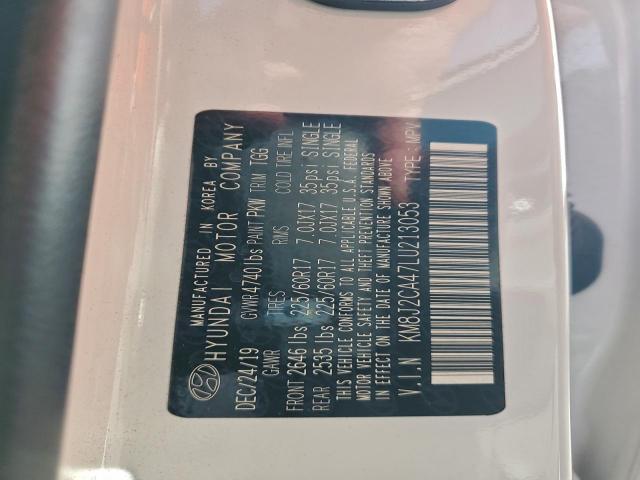 MANUFACTURED IN KOREA BY
HYUNDAI MOTOR COMPANY
DEC/24/19 GVWR 4740 lbs PAINT PKW TRIM TGG
GAWR TIRES RIMS COLD TIRE INFL
FRONT 2646 lbs 225/60R17 7.0JX17 35psi SINGLE
REAR 2535 lbs 225/60R17 7.0JX17 35psi SINGLE
THIS VEHICLE CONFORMS TO ALL APPLICABLE U.S.A. FEDERAL
MOTOR VEHICLE SAFETY AND THEFT PREVENTION STANDARDS
IN EFFECT ON THE DATE OF MANUFACTURE SHOWN ABOVE
V.I.N KM8J2CA47LU213053 TYPE : MPV